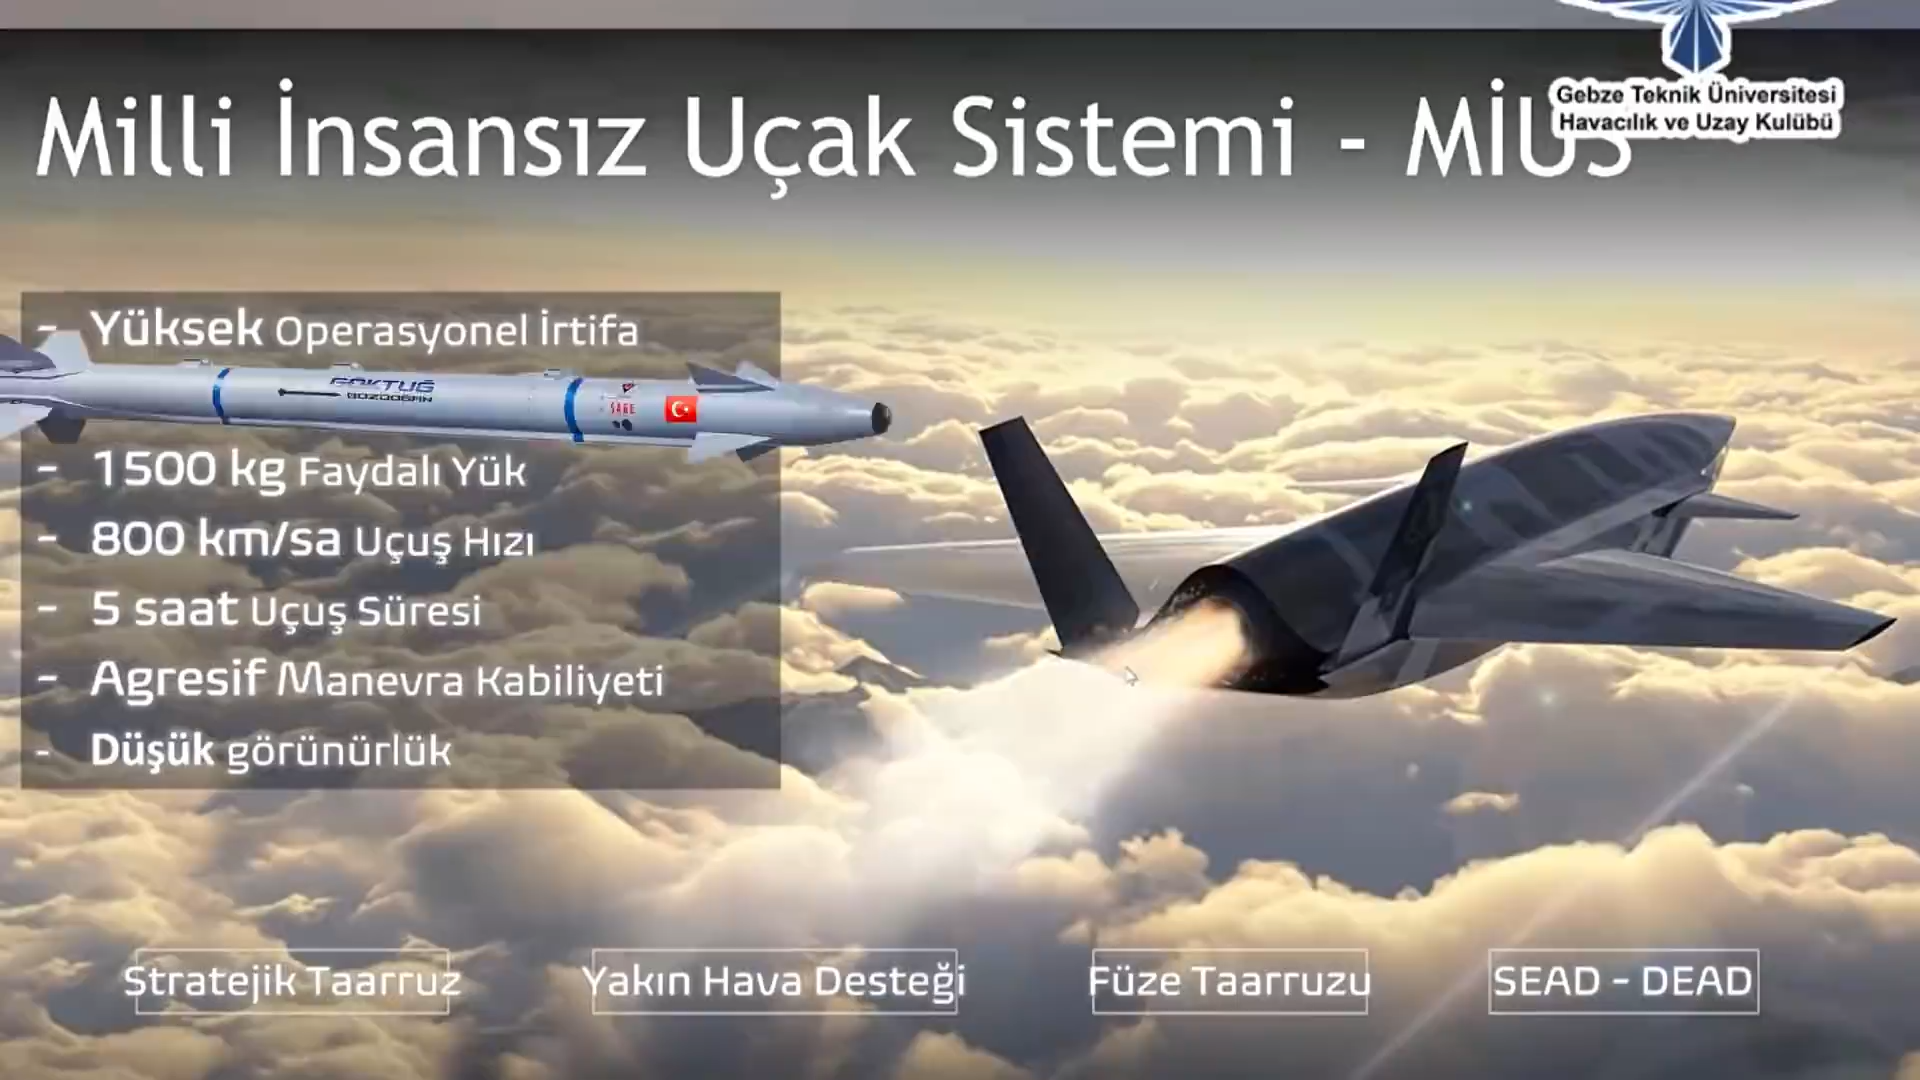 Gebze Teknik Üniversitesi
Havacılık ve Uzay Kulübü
Milli İnsansız Uçak Sistemi - MİUS
- Yüksek Operasyonel İrtifa
GÖKTUĞ
BOZDOĞAN
SAGE
- 1500 kg Faydalı Yük
- 800 km/sa Uçuş Hızı
- 5 saat Uçuş Süresi
- Agresif Manevra Kabiliyeti
- Düşük görünürlük
Stratejik Taarruz
Yakın Hava Desteği
Füze Taarruzu
SEAD - DEAD